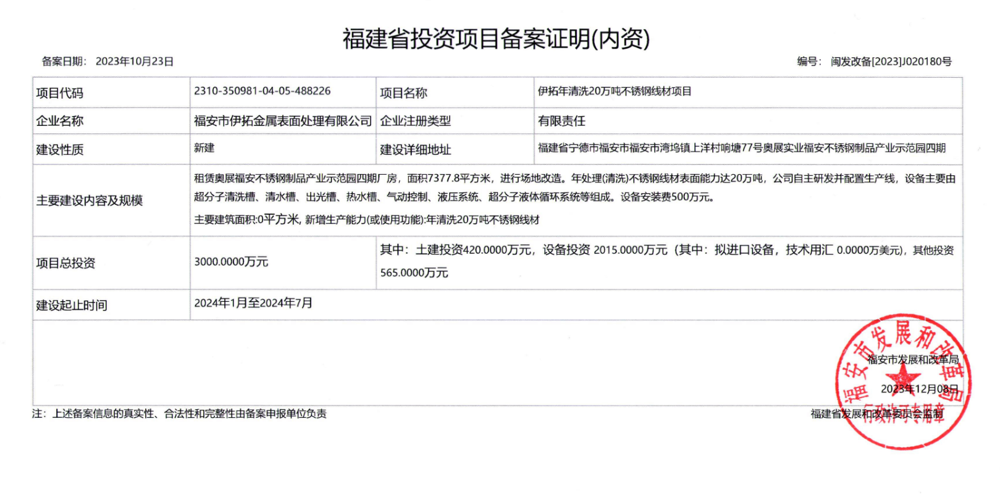 福建省投资项目备案证明(内资)
备案日期： 2023年10月23日
编号： 闽发改备[2023]J020180号
项目代码
2310-350981-04-05-488226
项目名称
伊拓年清洗20万吨不锈钢线材项目
企业名称
福安市伊拓金属表面处理有限公司
企业注册类型
有限责任
建设性质
新建
建设详细地址
福建省宁德市福安市福安市湾坞镇上洋村响塘77号奥展实业福安不锈钢制品产业示范园四期
主要建设内容及规模
租赁奥展福安不锈钢制品产业示范园四期厂房，面积7377.8平方米，进行场地改造。年处理(清洗)不锈钢线材表面能力达20万吨，公司自主研发并配置生产线，设备主要由
超分子清洗槽、清水槽、出光槽、热水槽、气动控制、液压系统、超分子液体循环系统等组成。设备安装费500万元。
主要建筑面积:0平方米, 新增生产能力(或使用功能):年清洗20万吨不锈钢线材
项目总投资
3000.0000万元
其中：土建投资420.0000万元，设备投资 2015.0000万元（其中：拟进口设备，技术用汇 0.0000万美元)，其他投资
565.0000万元
建设起止时间
2024年1月至2024年7月
福安市发展和改革局
福安市发展和改革局
2023年12月08日
行政许可专用章
注：上述备案信息的真实性、合法性和完整性由备案申报单位负责
福建省发展和改革委员会监制